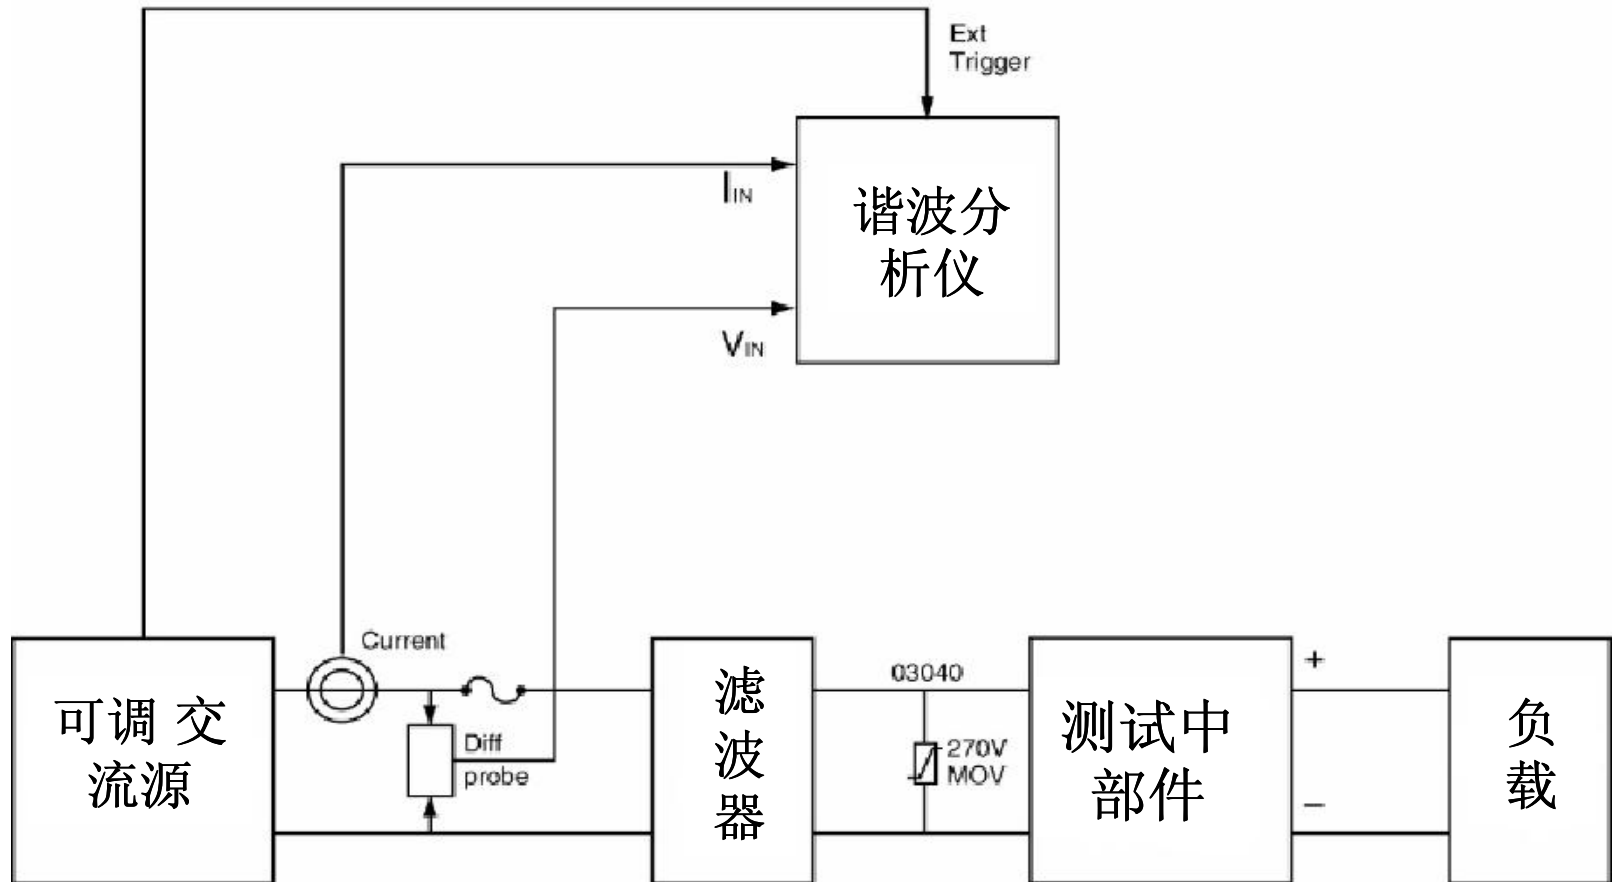 Ext
Trigger
IIN
谐波分
析仪
VIN
Current
可调 交
流源
Diff
probe
滤
波
器
03040
270V
MOV
测试中
部件
+
−
负
载